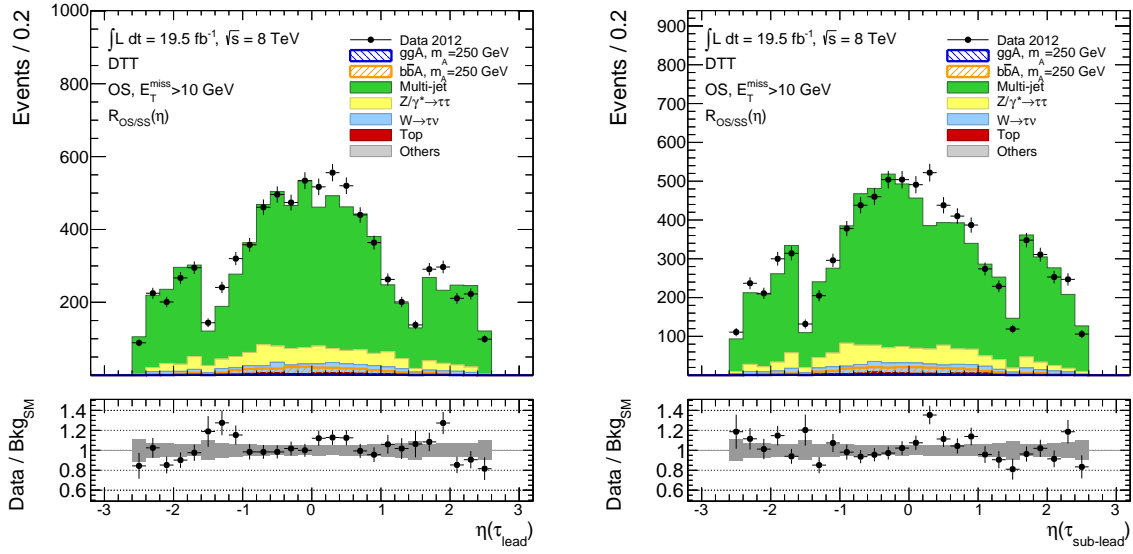 Events / 0.2
1000
800
600
400
200
∫L dt = 19.5 fb⁻¹, √s = 8 TeV
DTT
OS, E_T^miss>10 GeV
R_OS/SS(η)
Data 2012
ggA, m_A=250 GeV
bb̄A, m_A=250 GeV
Multi-jet
Z/γ*→ττ
W→τν
Top
Others
Data / Bkg_SM
1.4
1.2
1.0
0.8
0.6
-3 -2 -1 0 1 2 3
η(τ_lead)
Events / 0.2
900
800
700
600
500
400
300
200
100
∫L dt = 19.5 fb⁻¹, √s = 8 TeV
DTT
OS, E_T^miss>10 GeV
R_OS/SS(η)
Data 2012
ggA, m_A=250 GeV
bb̄A, m_A=250 GeV
Multi-jet
Z/γ*→ττ
W→τν
Top
Others
Data / Bkg_SM
1.4
1.2
1.0
0.8
0.6
-3 -2 -1 0 1 2 3
η(τ_sub-lead)